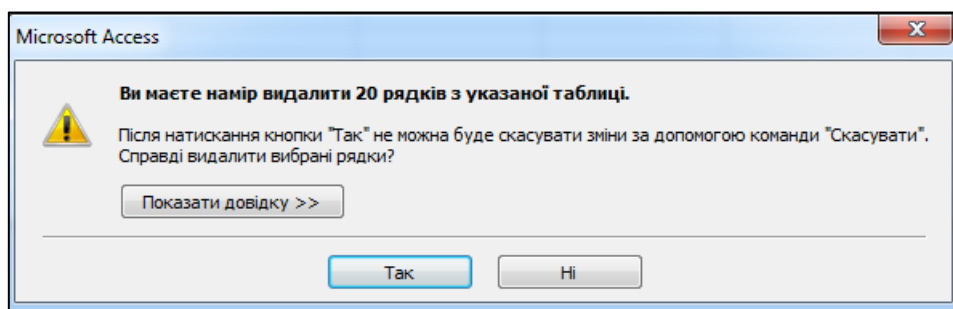 Microsoft Access
Ви маєте намір видалити 20 рядків з указаної таблиці.
Після натискання кнопки "Так" не можна буде скасувати зміни за допомогою команди "Скасувати".
Справді видалити вибрані рядки?
Показати довідку >>
Так
Ні